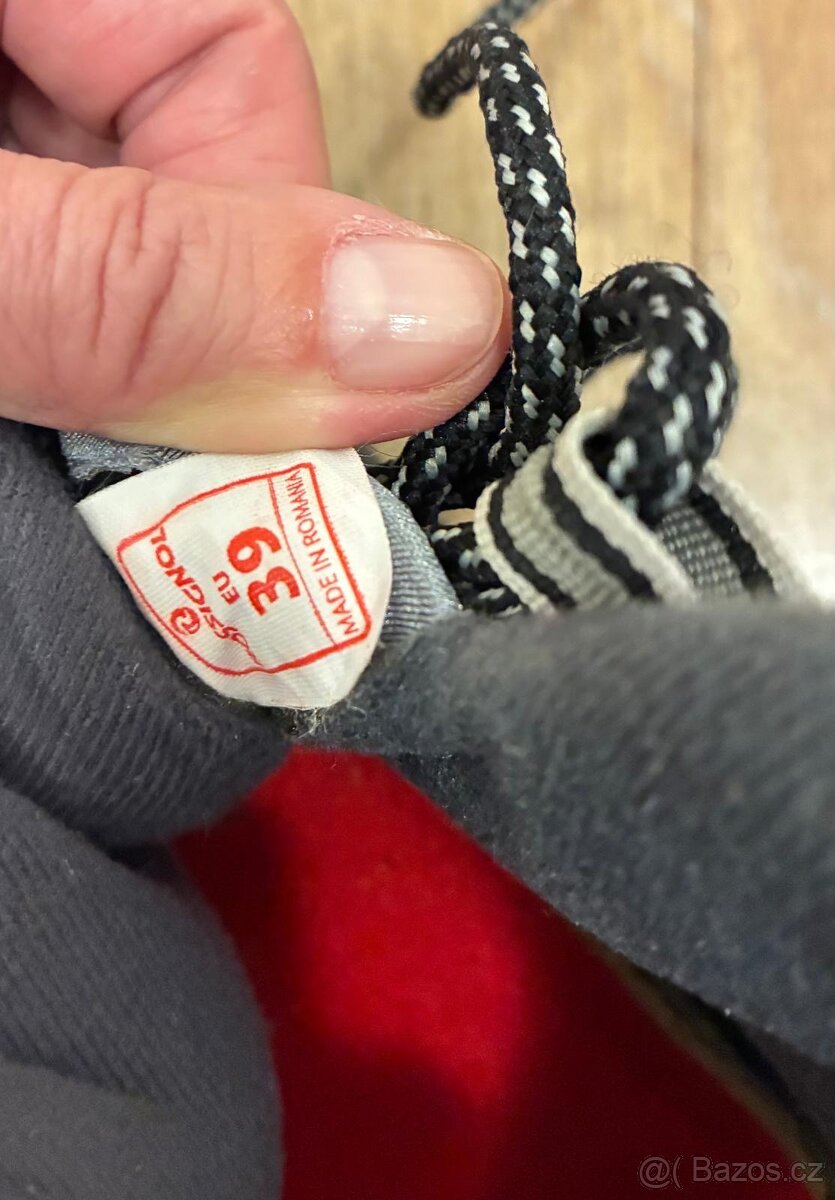 MADE IN ROMANIA
EU
39
ROSSIGNOL
@( Bazos.cz